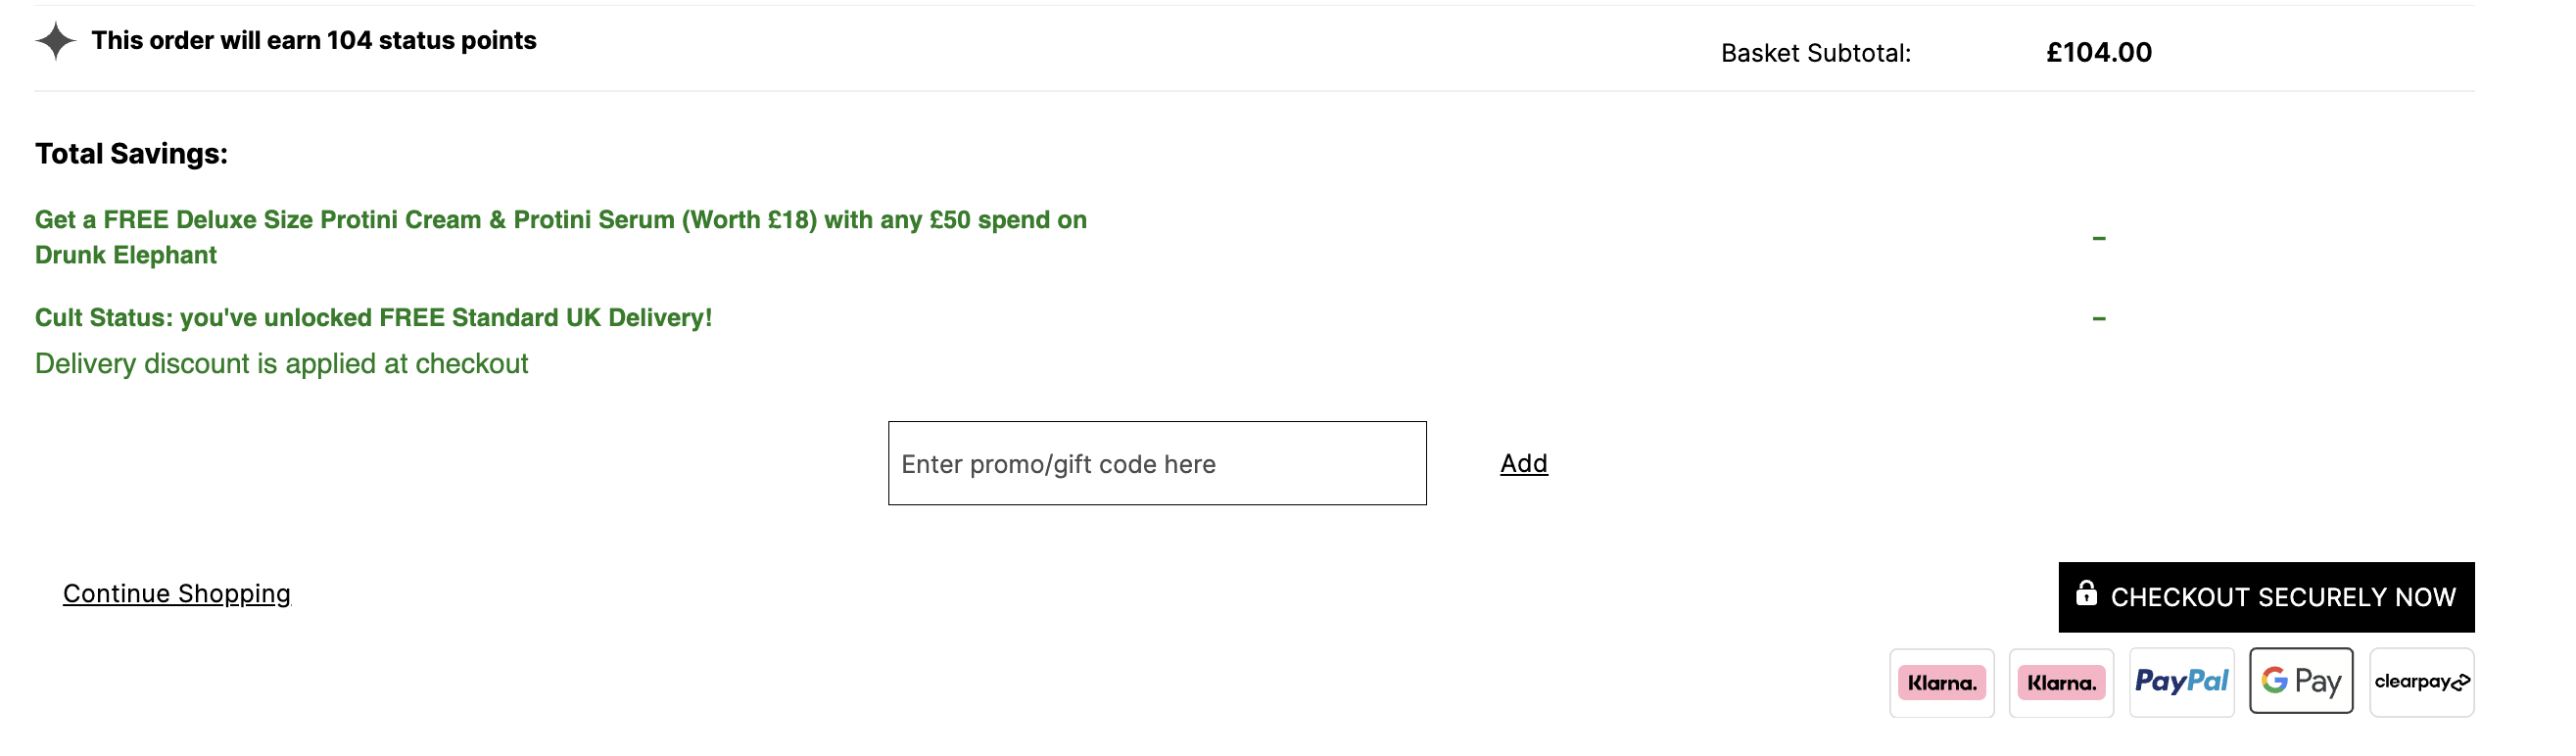 This order will earn 104 status points
Basket Subtotal: £104.00
Total Savings:
Get a FREE Deluxe Size Protini Cream & Protini Serum (Worth £18) with any £50 spend on
Drunk Elephant
–
Cult Status: you've unlocked FREE Standard UK Delivery! –
Delivery discount is applied at checkout
Enter promo/gift code here Add
Continue Shopping CHECKOUT SECURELY NOW
Klarna. Klarna. PayPal G Pay clearpay